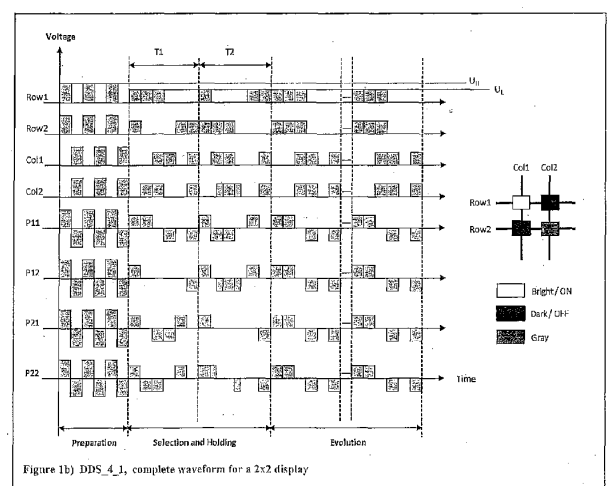 Voltage
T1
T2
U_H
U_L
Row1
Row2
Col1
Col2
P11
P12
P21
P22
Time
Preparation
Selection and Holding
Evolution
Col1 Col2
Row1
Row2
Bright / ON
Dark / OFF
Gray
Figure 1b) DDS_4_1, complete waveform for a 2x2 display